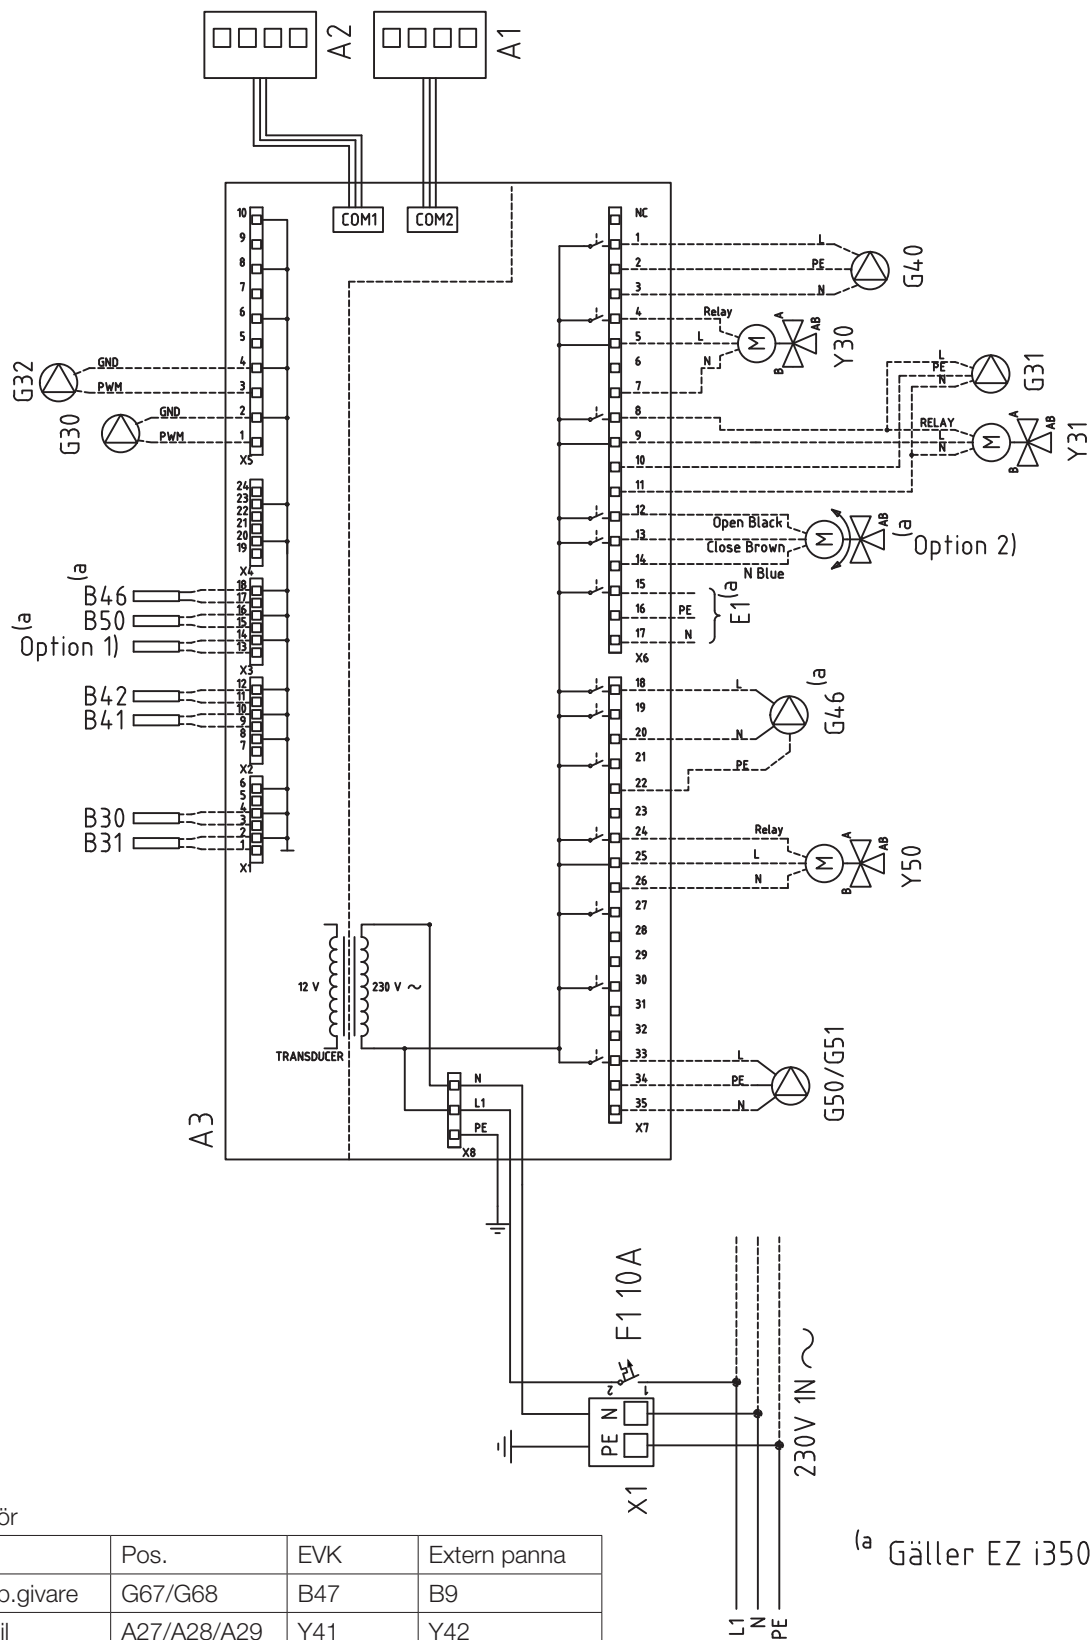 A2
A1
COM1
COM2
10
9
8
7
6
5
4
3
2
1
X5
24
23
22
21
20
19
X4
18
17
16
15
14
13
X3
12
11
10
9
8
7
X2
6
5
4
3
2
1
X1
G32
GND
PWM
G30
GND
PWM
(a
B46
B50
(a
Option 1)
B42
B41
B30
B31
NC
1
2
3
4
5
6
7
8
9
10
11
12
13
14
15
16
17
X6
18
19
20
21
22
23
24
25
26
27
28
29
30
31
32
33
34
35
X7
L
PE
N
G40
Relay
L
N
M
A
AB
B
Y30
L
PE
N
G31
RELAY
L
N
M
A
AB
B
Y31
Open Black
Close Brown
N Blue
M
AB
(a
Option 2)
PE
N
E1 (a
L
N
PE
G46 (a
Relay
L
N
M
A
AB
B
Y50
L
PE
N
G50/G51
12 V
230 V ~
TRANSDUCER
A3
N
L1
PE
X8
F1 10A
2
1
N
PE
X1
230V 1N ~
L1
N
PE
(a Gäller EZ i350
ör
Pos. EVK Extern panna
p.givare G67/G68 B47 B9
il A27/A28/A29 Y41 Y42